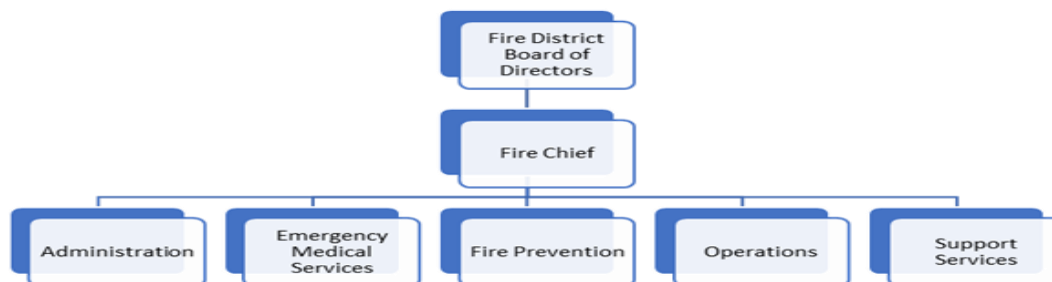 Fire District
Board of
Directors
Fire Chief
Administration
Emergency
Medical
Services
Fire Prevention
Operations
Support
Services